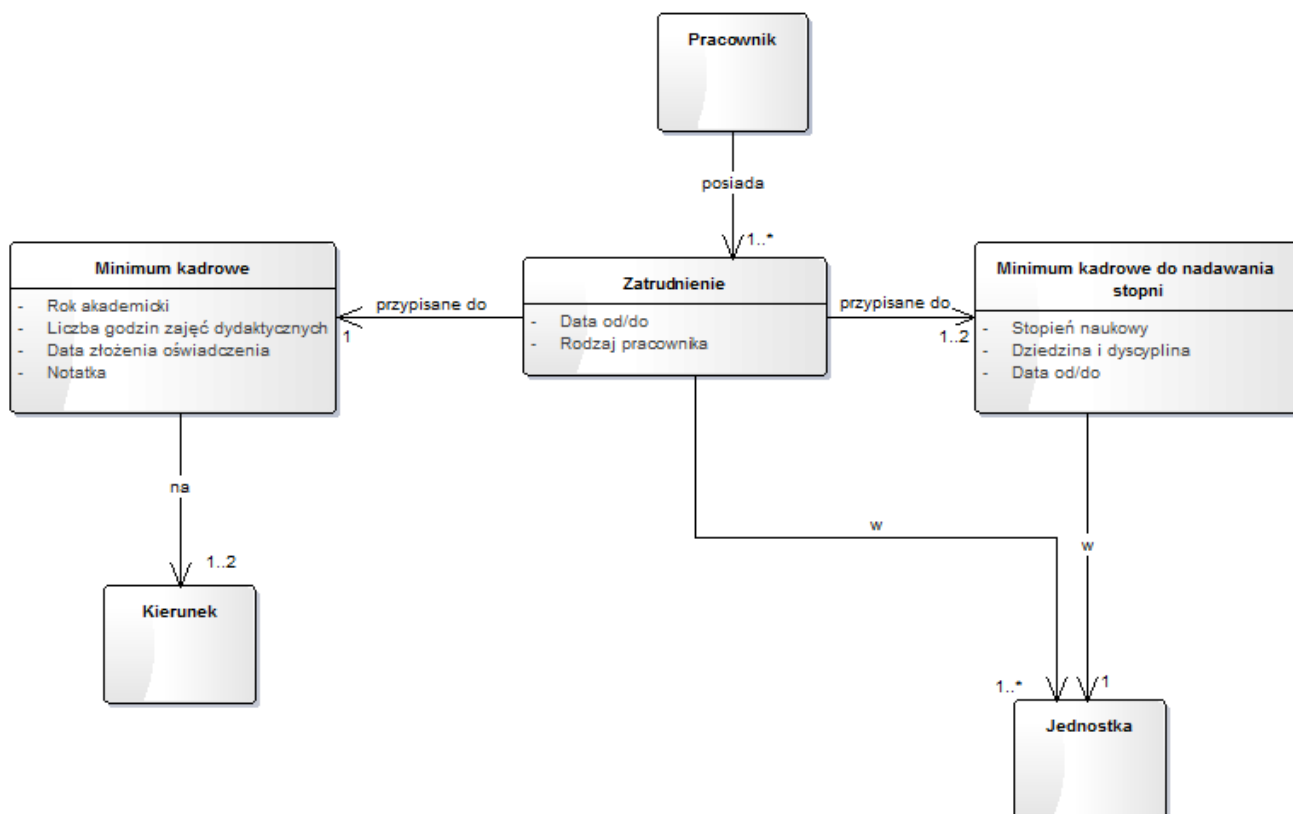 Pracownik
posiada
1..*
Minimum kadrowe
- Rok akademicki
- Liczba godzin zajęć dydaktycznych
- Data złożenia oświadczenia
- Notatka
przypisane do
1
Zatrudnienie
- Data od/do
- Rodzaj pracownika
przypisane do
1..2
Minimum kadrowe do nadawania
stopni
- Stopień naukowy
- Dziedzina i dyscyplina
- Data od/do
na
1..2
Kierunek
w
w
1..*
1
Jednostka